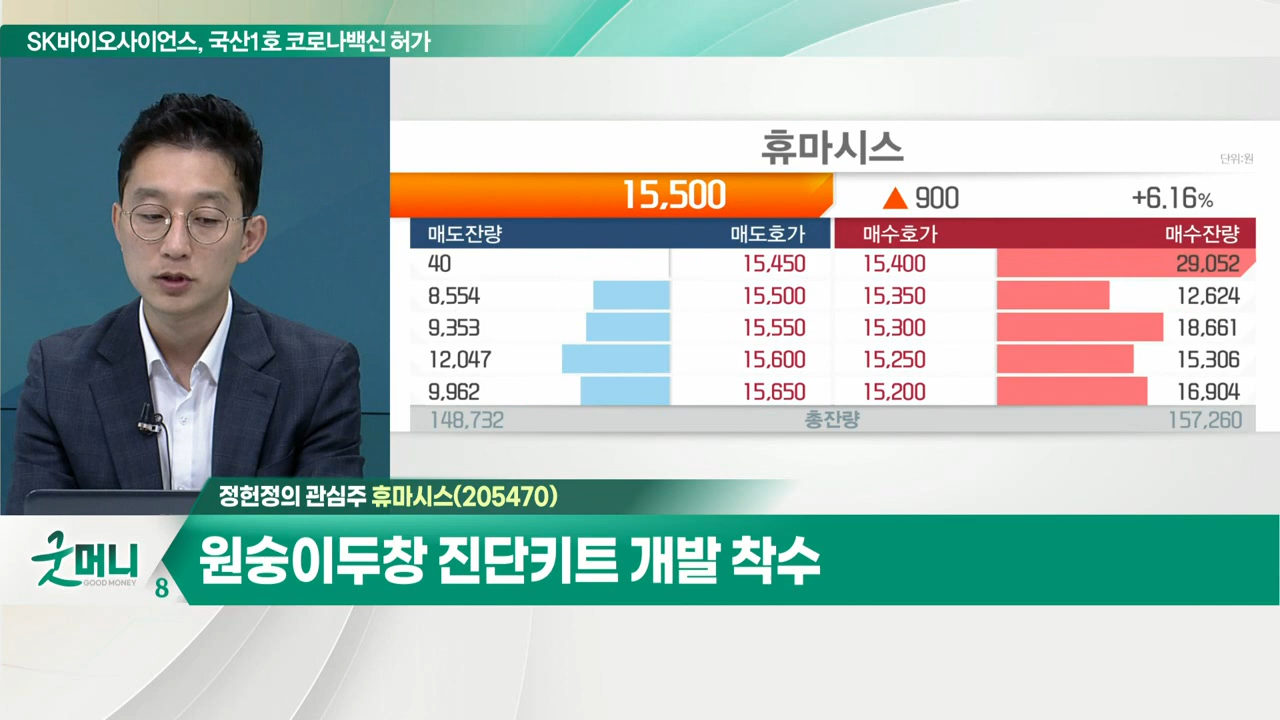 SK바이오사이언스, 국산1호 코로나백신 허가
휴마시스
단위:원
15,500 ▲ 900 +6.16%
매도잔량 매도호가 매수호가 매수잔량
40 15,450 15,400 29,052
8,554 15,500 15,350 12,624
9,353 15,550 15,300 18,661
12,047 15,600 15,250 15,306
9,962 15,650 15,200 16,904
148,732 총잔량 157,260
정헌정의 관심주 휴마시스(205470)
굿머니
GOOD MONEY
8
원숭이두창 진단키트 개발 착수